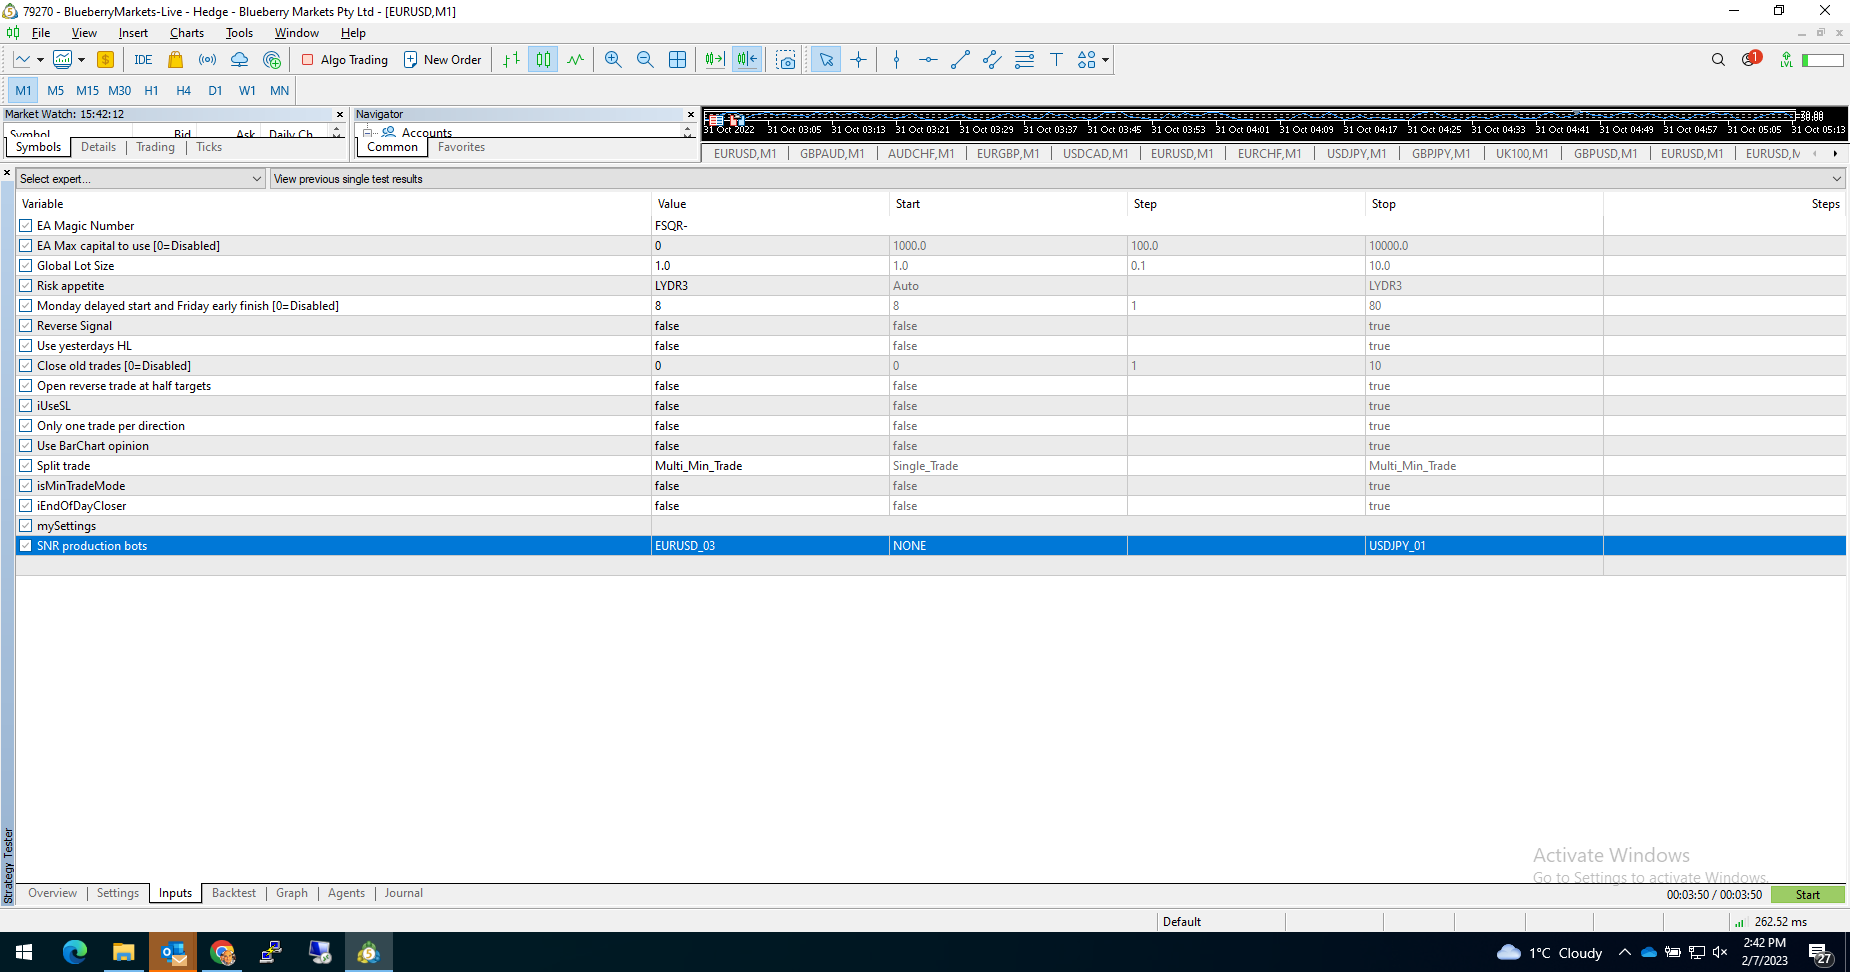 79270 - BlueberryMarkets-Live - Hedge - Blueberry Markets Pty Ltd - [EURUSD,M1]
File View Insert Charts Tools Window Help
IDE Algo Trading New Order 1 LVL
M1 M5 M15 M30 H1 H4 D1 W1 MN
Market Watch: 15:42:12 Navigator
Symbol Bid Ask Daily Ch... Accounts
Symbols Details Trading Ticks Common Favorites
31 Oct 2022 31 Oct 03:05 31 Oct 03:13 31 Oct 03:21 31 Oct 03:29 31 Oct 03:37 31 Oct 03:45 31 Oct 03:53 31 Oct 04:01 31 Oct 04:09 31 Oct 04:17 31 Oct 04:25 31 Oct 04:33 31 Oct 04:41 31 Oct 04:49 31 Oct 04:57 31 Oct 05:05 31 Oct 05:13
EURUSD,M1 GBPAUD,M1 AUDCHF,M1 EURGBP,M1 USDCAD,M1 EURUSD,M1 EURCHF,M1 USDJPY,M1 GBPJPY,M1 UK100,M1 GBPUSD,M1 EURUSD,M1 EURUSD,M
Select expert... View previous single test results
Variable Value Start Step Stop Steps
EA Magic Number FSQR-
EA Max capital to use [0=Disabled] 0 1000.0 100.0 10000.0
Global Lot Size 1.0 1.0 0.1 10.0
Risk appetite LYDR3 Auto LYDR3
Monday delayed start and Friday early finish [0=Disabled] 8 8 1 80
Reverse Signal false false true
Use yesterdays HL false false true
Close old trades [0=Disabled] 0 0 1 10
Open reverse trade at half targets false false true
iUseSL false false true
Only one trade per direction false false true
Use BarChart opinion false false true
Split trade Multi_Min_Trade Single_Trade Multi_Min_Trade
isMinTradeMode false false true
iEndOfDayCloser false false true
mySettings
SNR production bots EURUSD_03 NONE USDJPY_01
Strategy Tester
Activate Windows
Go to Settings to activate Windows.
Overview Settings Inputs Backtest Graph Agents Journal 00:03:50 / 00:03:50 Start
Default 262.52 ms
1°C Cloudy 2:42 PM
2/7/2023 27